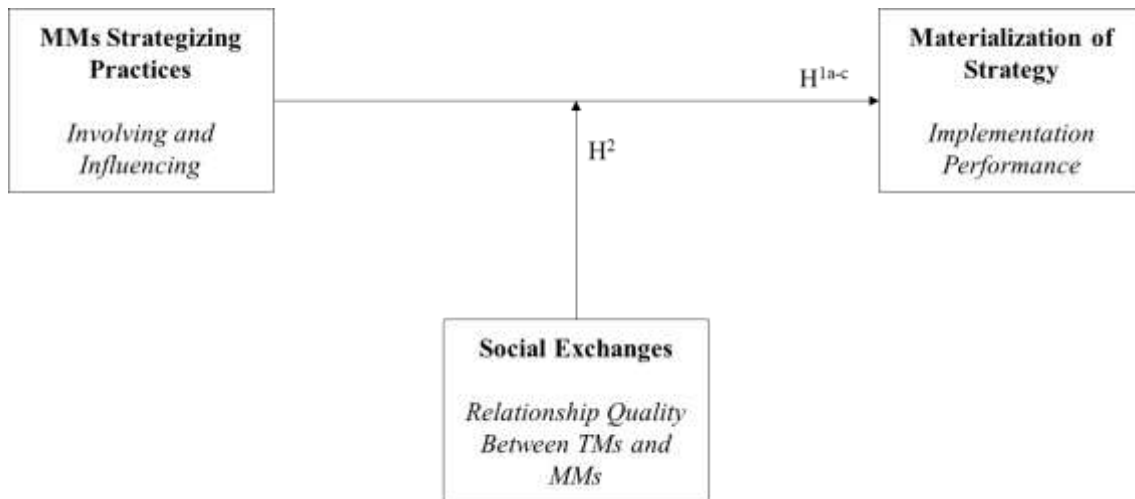 MMs Strategizing
Practices
Involving and
Influencing
H1a-c
Materialization of
Strategy
Implementation
Performance
H2
Social Exchanges
Relationship Quality
Between TMs and
MMs